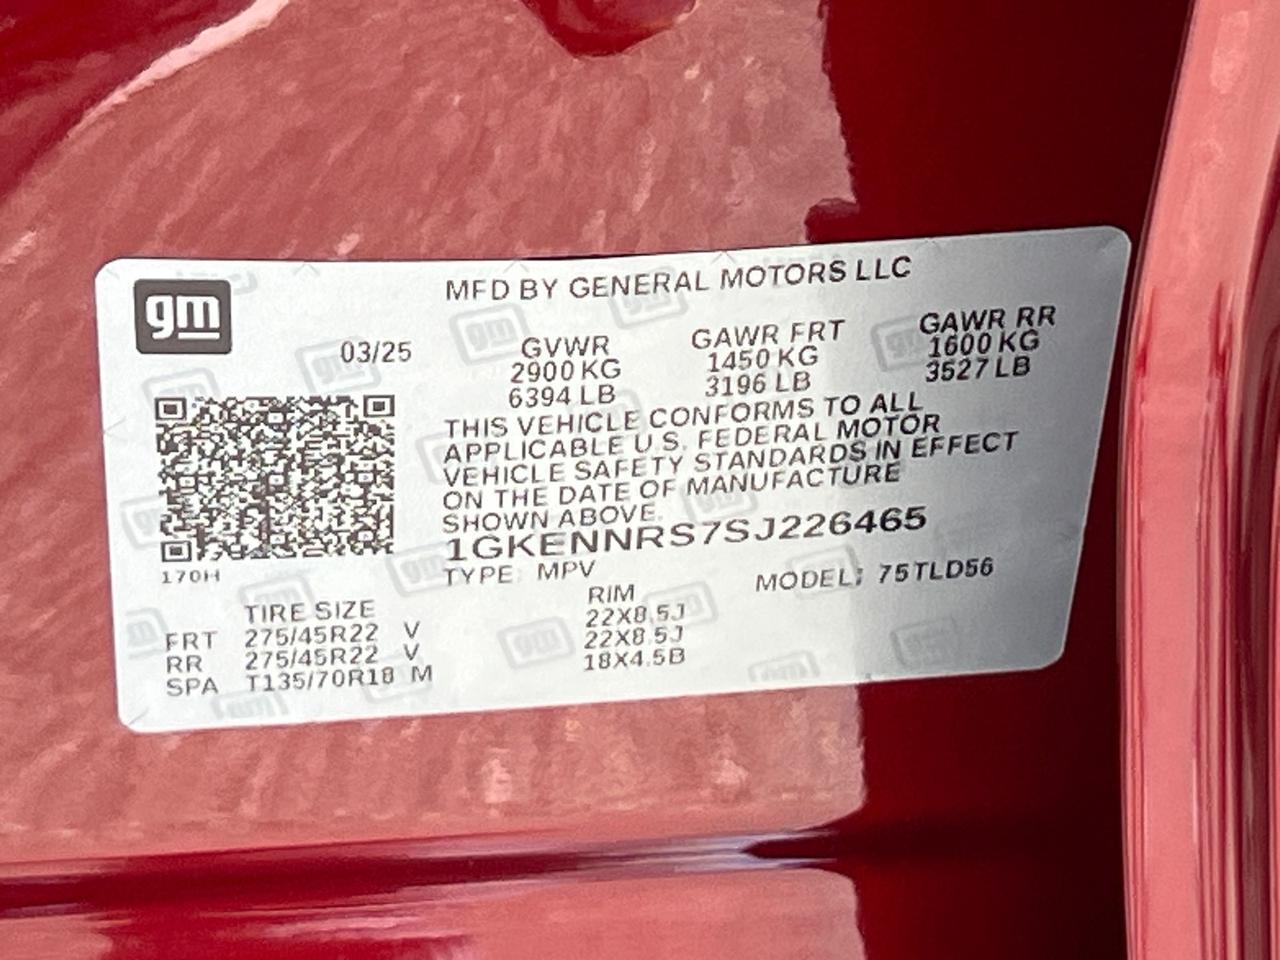 gm
MFD BY GENERAL MOTORS LLC
03/25
GVWR GAWR FRT GAWR RR
2900 KG 1450 KG 1600 KG
6394 LB 3196 LB 3527 LB
THIS VEHICLE CONFORMS TO ALL
APPLICABLE U.S. FEDERAL MOTOR
VEHICLE SAFETY STANDARDS IN EFFECT
ON THE DATE OF MANUFACTURE
SHOWN ABOVE.
1GKENNRS7SJ226465
170H
TYPE: MPV MODEL: 75TLD56
TIRE SIZE RIM
FRT 275/45R22 V 22X8.5J
RR 275/45R22 V 22X8.5J
SPA T135/70R18 M 18X4.5B